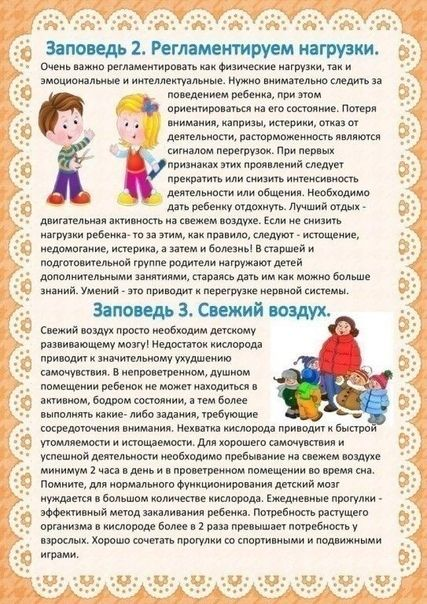 Заповедь 2. Регламентируем нагрузки.
Очень важно регламентировать как физические нагрузки, так и
эмоциональные и интеллектуальные. Нужно внимательно следить за
поведением ребенка, при этом
ориентироваться на его состояние. Потеря
внимания, капризы, истерики, отказ от
деятельности, расторможенность являются
сигналом перегрузок. При первых
признаках этих проявлений следует
прекратить или снизить интенсивность
деятельности или общения. Необходимо
дать ребенку отдохнуть. Лучший отдых -
двигательная активность на свежем воздухе. Если не снизить
нагрузки ребенка- то за этим, как правило, следуют - истощение,
недомогание, истерика, а затем и болезнь! В старшей и
подготовительной группе родители нагружают детей
дополнительными занятиями, стараясь дать им как можно больше
знаний. Умений - это приводит к перегрузке нервной системы.
Заповедь 3. Свежий воздух.
Свежий воздух просто необходим детскому
развивающему мозгу! Недостаток кислорода
приводит к значительному ухудшению
самочувствия. В непроветренном, душном
помещении ребенок не может находиться в
активном, бодром состоянии, а тем более
выполнять какие- либо задания, требующие
сосредоточения внимания. Нехватка кислорода приводит к быстрой
утомляемости и истощаемости. Для хорошего самочувствия и
успешной деятельности необходимо пребывание на свежем воздухе
минимум 2 часа в день и в проветренном помещении во время сна.
Помните, для нормального функционирования детский мозг
нуждается в большом количестве кислорода. Ежедневные прогулки -
эффективный метод закаливания ребенка. Потребность растущего
организма в кислороде более в 2 раза превышает потребность у
взрослых. Хорошо сочетать прогулки со спортивными и подвижными
играми.